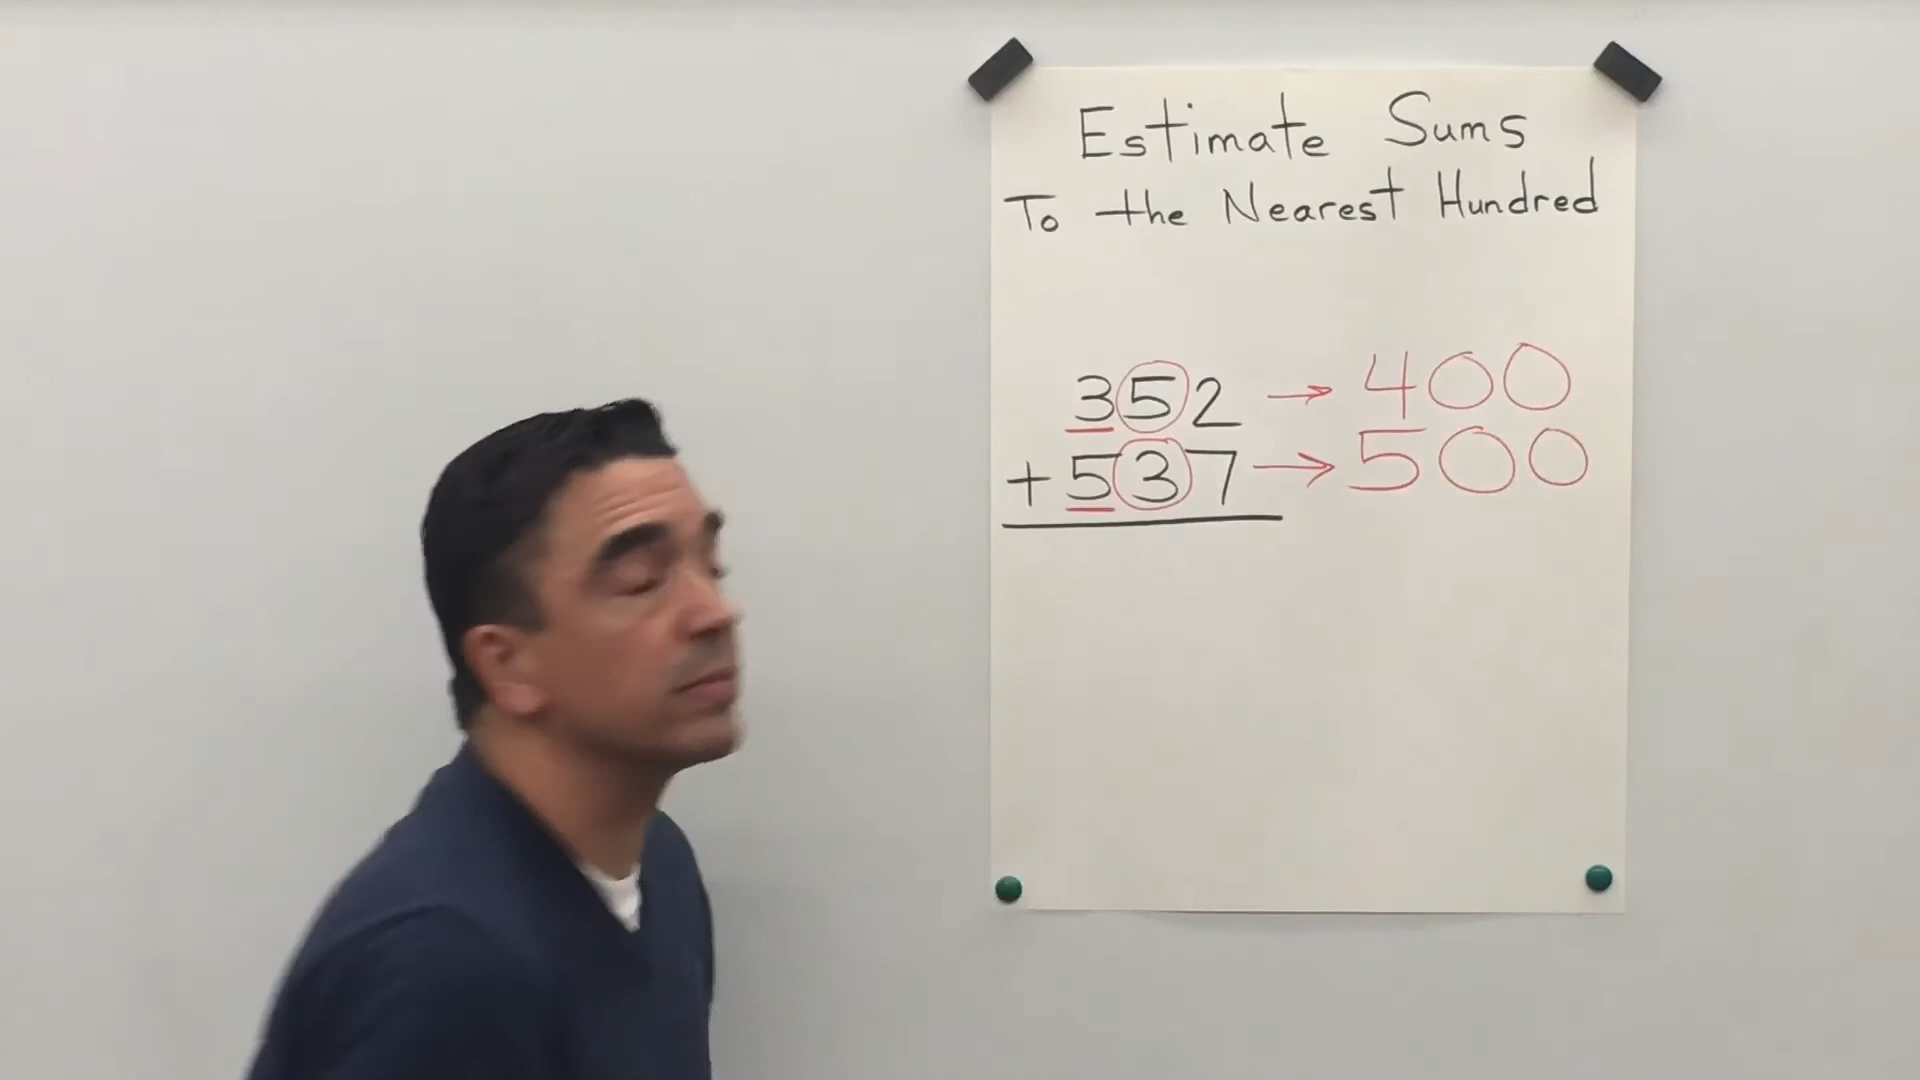 Estimate Sums
To the Nearest Hundred
352 → 400
+ 537 → 500